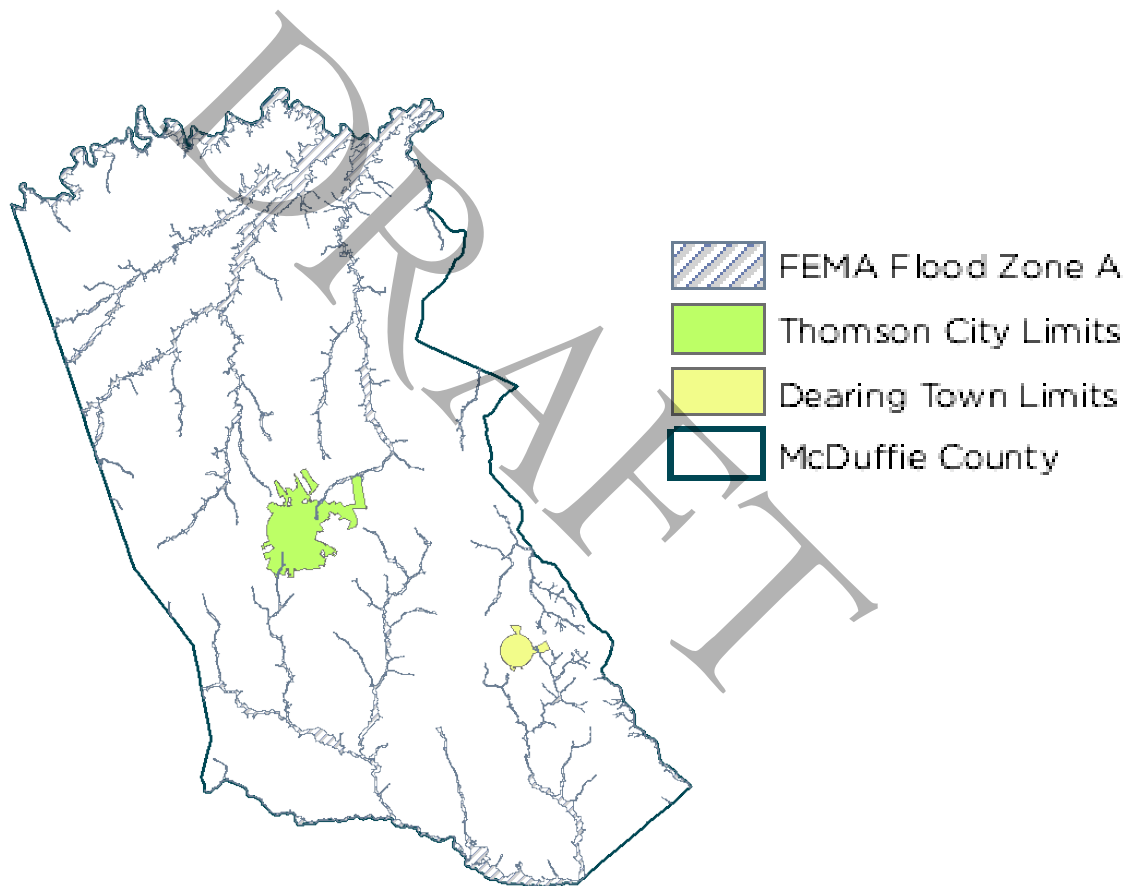 DRAFT
FEMA Flood Zone A
Thomson City Limits
Dearing Town Limits
McDuffie County